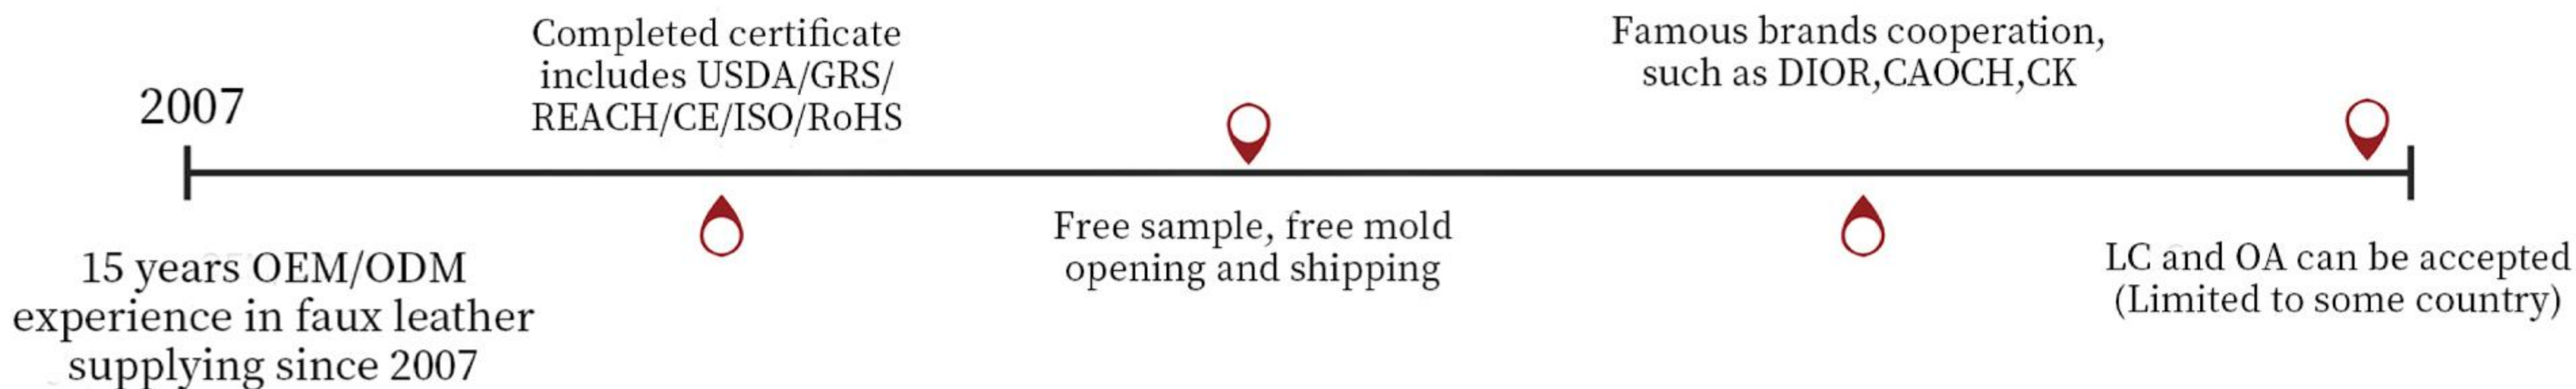 2007
15 years OEM/ODM
experience in faux leather
supplying since 2007
Completed certificate
includes USDA/GRS/
REACH/CE/ISO/RoHS
Free sample, free mold
opening and shipping
Famous brands cooperation,
such as DIOR,CAOCH,CK
LC and OA can be accepted
(Limited to some country)